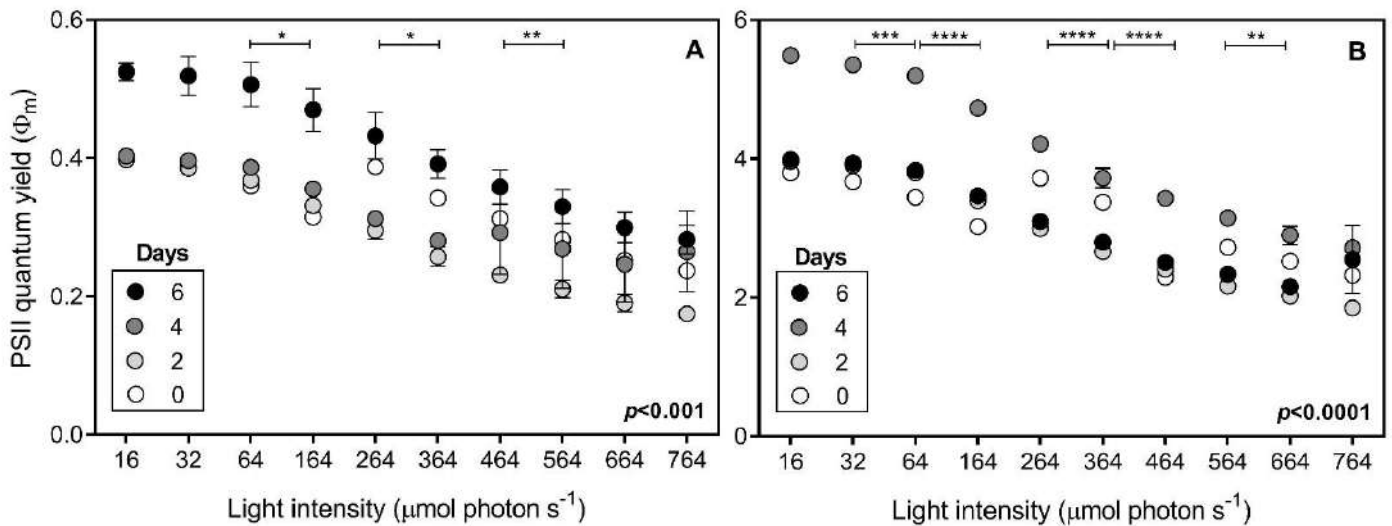 PSII quantum yield (Φm)
0.6
0.4
0.2
0.0
* * **
A
Days
6
4
2
0
p<0.001
16 32 64 164 264 364 464 564 664 764
Light intensity (μmol photon s⁻¹)
6
4
2
0
*** **** **** **** **
B
Days
6
4
2
0
p<0.0001
16 32 64 164 264 364 464 564 664 764
Light intensity (μmol photon s⁻¹)